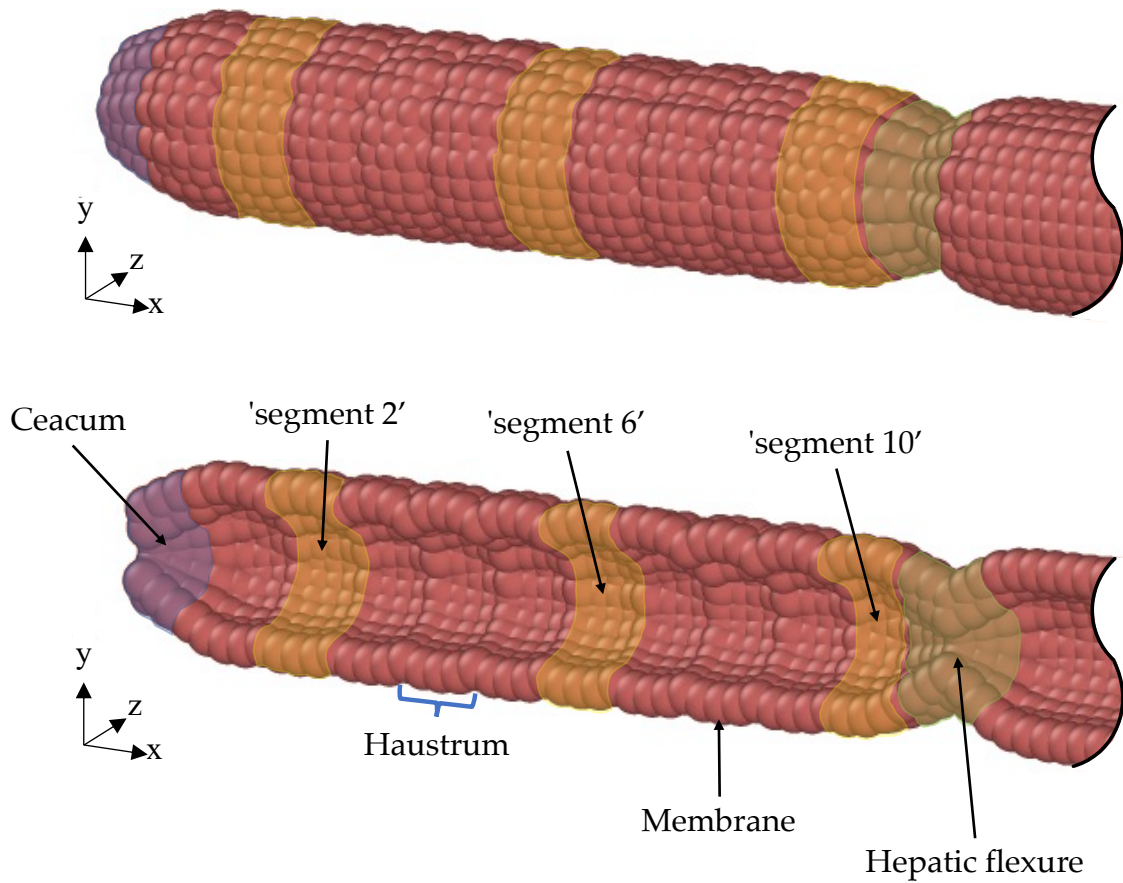 y
z
x
Ceacum
'segment 2’
'segment 6’
'segment 10’
y
z
x
Haustrum
Membrane
Hepatic flexure